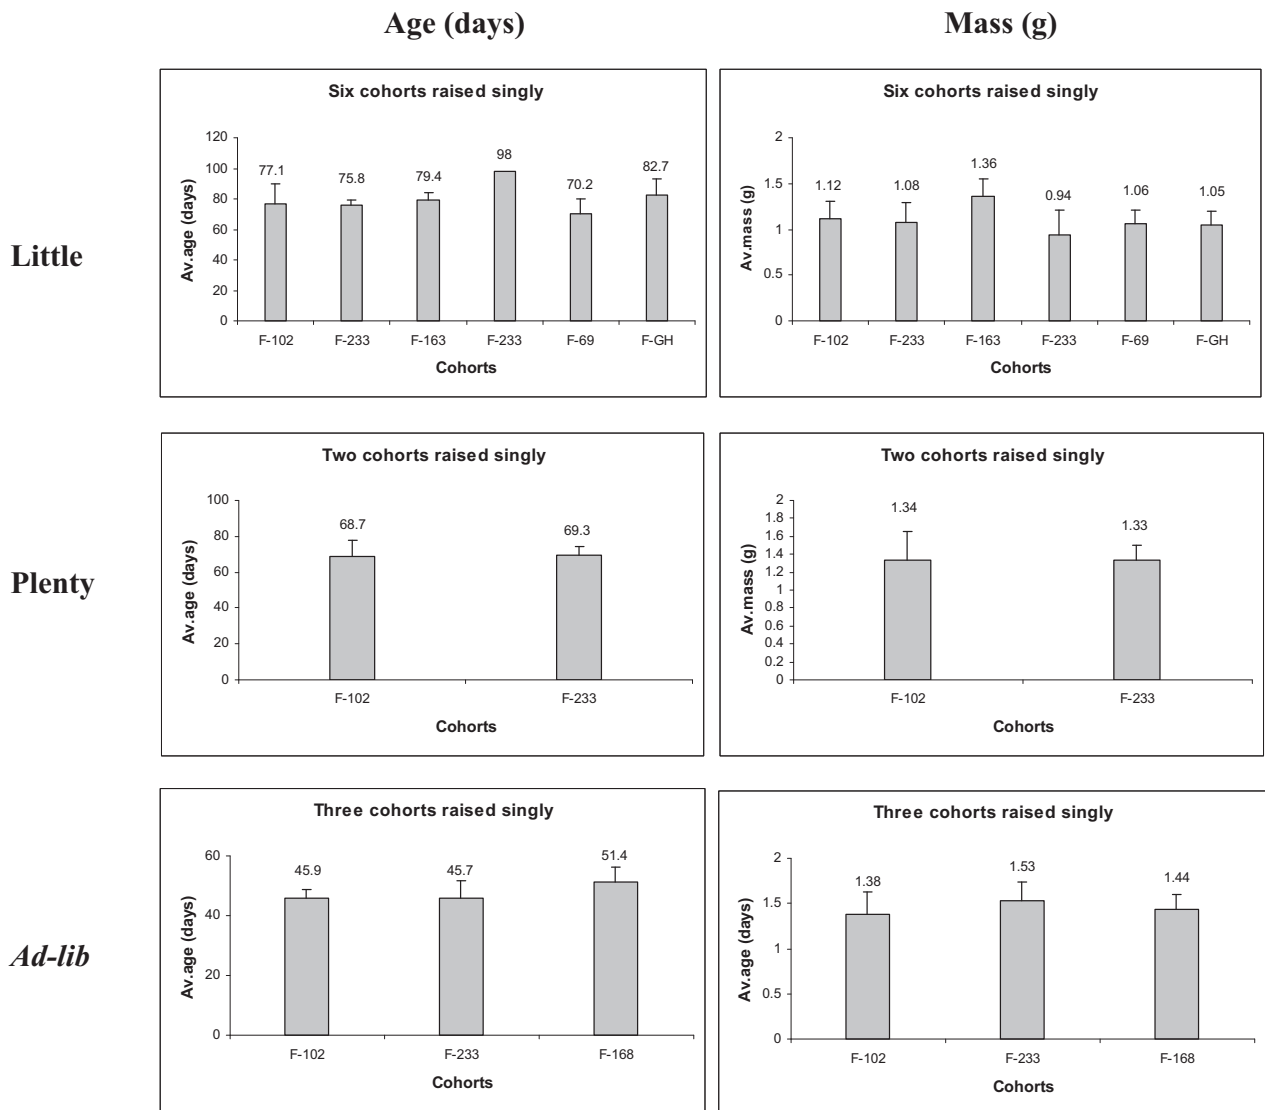 Age (days)
Mass (g)
Little
Six cohorts raised singly
Av.age (days)
120
100
80
60
40
20
0
77.1
75.8
79.4
98
70.2
82.7
F-102 F-233 F-163 F-233 F-69 F-GH
Cohorts
Six cohorts raised singly
Av.mass (g)
2
1.5
1
0.5
0
1.12
1.08
1.36
0.94
1.06
1.05
F-102 F-233 F-163 F-233 F-69 F-GH
Cohorts
Plenty
Two cohorts raised singly
Av.age (days)
100
80
60
40
20
0
68.7
69.3
F-102 F-233
Cohorts
Two cohorts raised singly
Av.mass (g)
2
1.8
1.6
1.4
1.2
1
0.8
0.6
0.4
0.2
0
1.34
1.33
F-102 F-233
Cohorts
Ad-lib
Three cohorts raised singly
Av.age (days)
60
40
20
0
45.9
45.7
51.4
F-102 F-233 F-168
Cohorts
Three cohorts raised singly
Av.age (days)
2
1.5
1
0.5
0
1.38
1.53
1.44
F-102 F-233 F-168
Cohorts